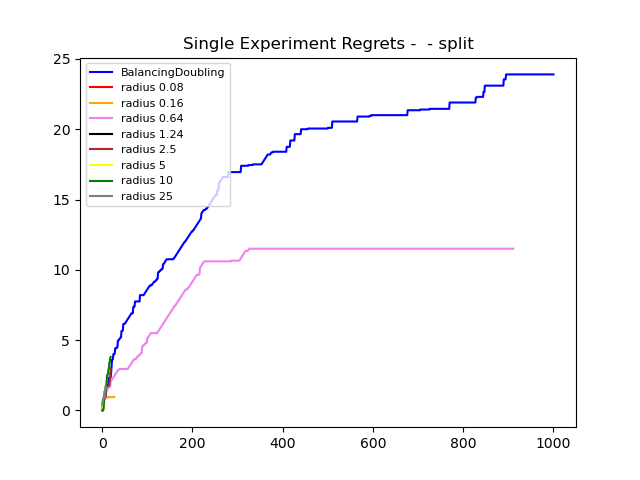 Single Experiment Regrets -  - split
25
20
15
10
5
0
BalancingDoubling
radius 0.08
radius 0.16
radius 0.64
radius 1.24
radius 2.5
radius 5
radius 10
radius 25
0 200 400 600 800 1000